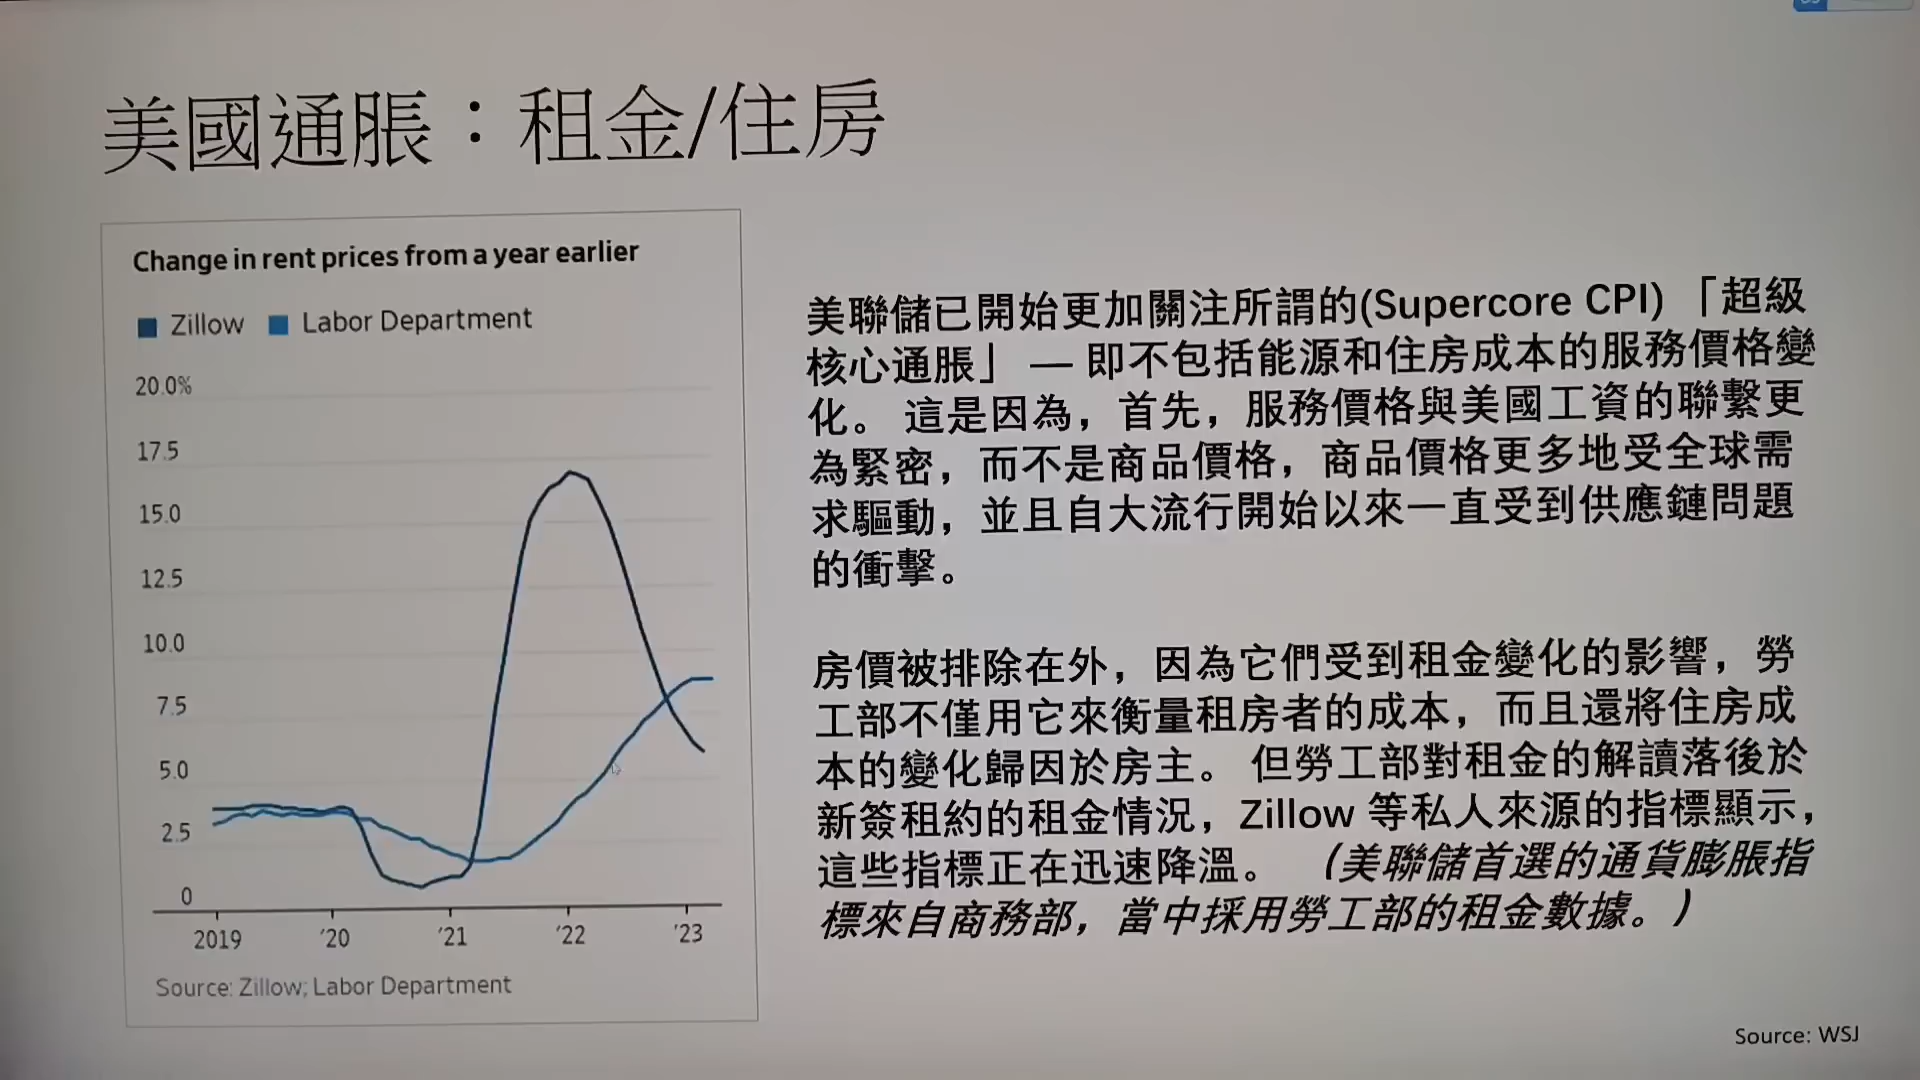 美國通脹：租金/住房
Change in rent prices from a year earlier
Zillow Labor Department
20.0%
17.5
15.0
12.5
10.0
7.5
5.0
2.5
0
2019 '20 '21 '22 '23
Source: Zillow; Labor Department
美聯儲已開始更加關注所謂的(Supercore CPI) 「超級
核心通脹」 — 即不包括能源和住房成本的服務價格變
化。 這是因為，首先，服務價格與美國工資的聯繫更
為緊密，而不是商品價格，商品價格更多地受全球需
求驅動，並且自大流行開始以來一直受到供應鏈問題
的衝擊。
房價被排除在外，因為它們受到租金變化的影響，勞
工部不僅用它來衡量租房者的成本，而且還將住房成
本的變化歸因於房主。 但勞工部對租金的解讀落後於
新簽租約的租金情況，Zillow 等私人來源的指標顯示，
這些指標正在迅速降溫。 （美聯儲首選的通貨膨脹指
標來自商務部，當中採用勞工部的租金數據。）
Source: WSJ